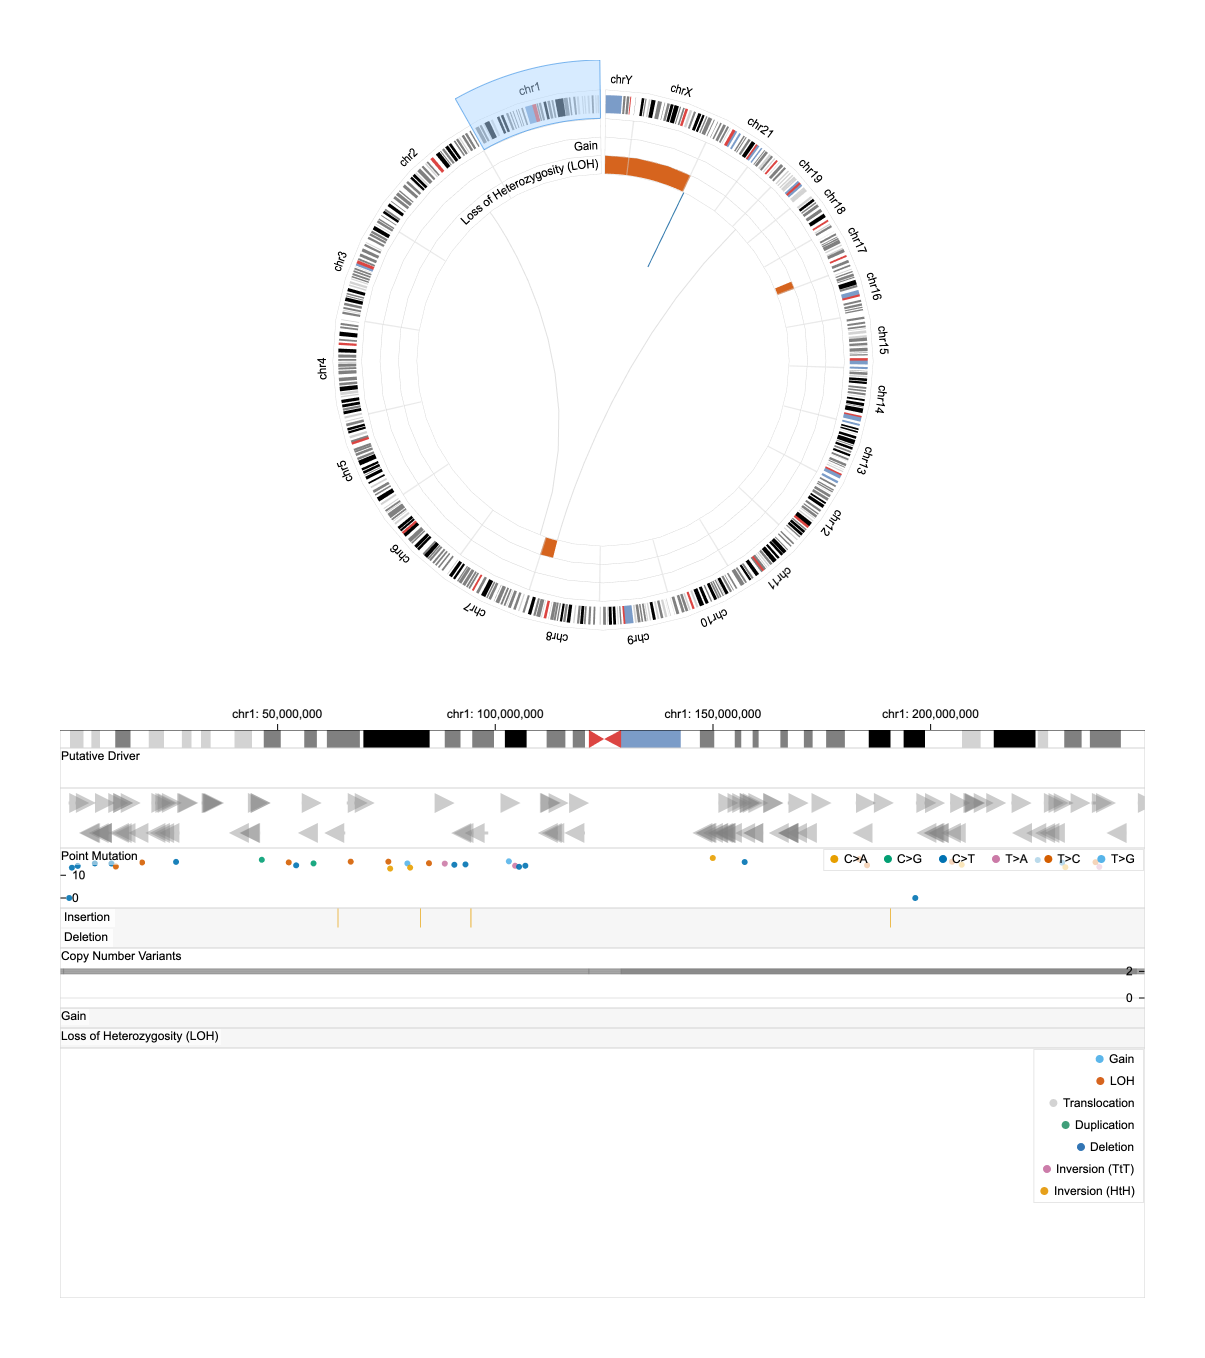 chrY
chrX
chr21
chr19
chr18
chr17
chr16
chr15
chr14
chr13
chr12
chr11
chr10
chr9
chr8
chr7
chr6
chr5
chr4
chr3
chr2
chr1
Gain
Loss of Heterozygosity (LOH)
chr1: 50,000,000
chr1: 100,000,000
chr1: 150,000,000
chr1: 200,000,000
Putative Driver
Point Mutation
C>A
C>G
C>T
T>A
T>C
T>G
10
0
Insertion
Deletion
Copy Number Variants
2
0
Gain
Loss of Heterozygosity (LOH)
Gain
LOH
Translocation
Duplication
Deletion
Inversion (TtT)
Inversion (HtH)